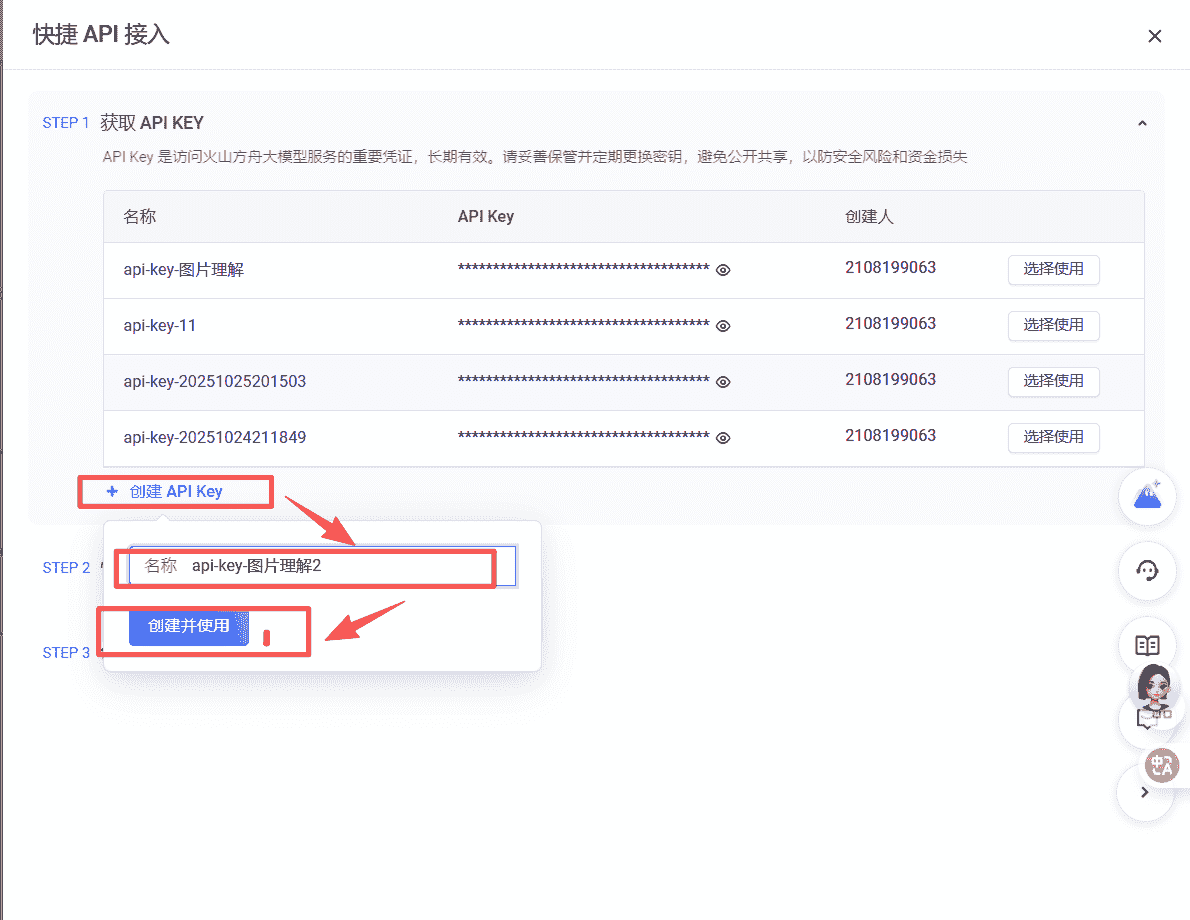 快捷 API 接入
STEP 1 获取 API KEY
API Key 是访问火山方舟大模型服务的重要凭证，长期有效。请妥善保管并定期更换密钥，避免公开共享，以防安全风险和资金损失
名称 API Key 创建人
api-key-图片理解 ************************************ 2108199063 选择使用
api-key-11 ************************************ 2108199063 选择使用
api-key-20251025201503 ************************************ 2108199063 选择使用
api-key-20251024211849 ************************************ 2108199063 选择使用
+ 创建 API Key
STEP 2
名称 api-key-图片理解2
创建并使用
STEP 3
中 A